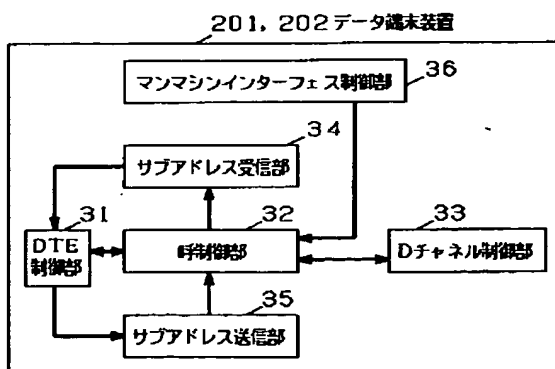 201, 202データ端末装置
36
マンマシンインターフェス制御部
34
サブアドレス受信部
31
32
33
DTE
制御部
呼制御部
Dチャネル制御部
35
サブアドレス送信部